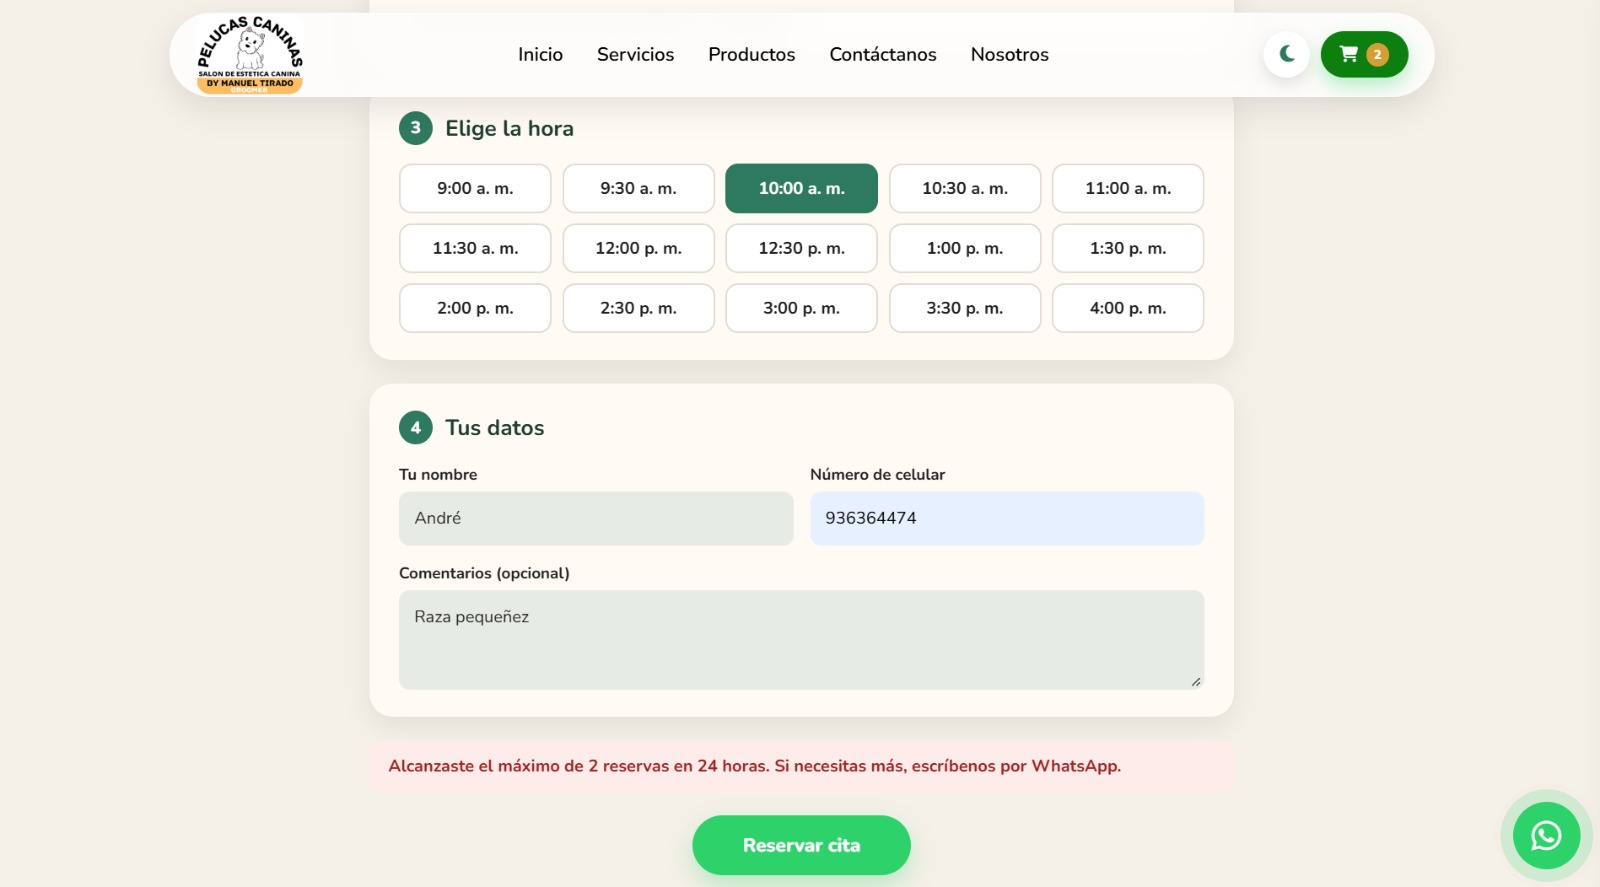 PELUCAS CANINAS
SALON DE ESTETICA CANINA
BY MANUEL TIRADO
GROOMER
Inicio
Servicios
Productos
Contáctanos
Nosotros
2
3 Elige la hora
9:00 a. m.
9:30 a. m.
10:00 a. m.
10:30 a. m.
11:00 a. m.
11:30 a. m.
12:00 p. m.
12:30 p. m.
1:00 p. m.
1:30 p. m.
2:00 p. m.
2:30 p. m.
3:00 p. m.
3:30 p. m.
4:00 p. m.
4 Tus datos
Tu nombre
Número de celular
André
936364474
Comentarios (opcional)
Raza pequeñez
Alcanzaste el máximo de 2 reservas en 24 horas. Si necesitas más, escríbenos por WhatsApp.
Reservar cita